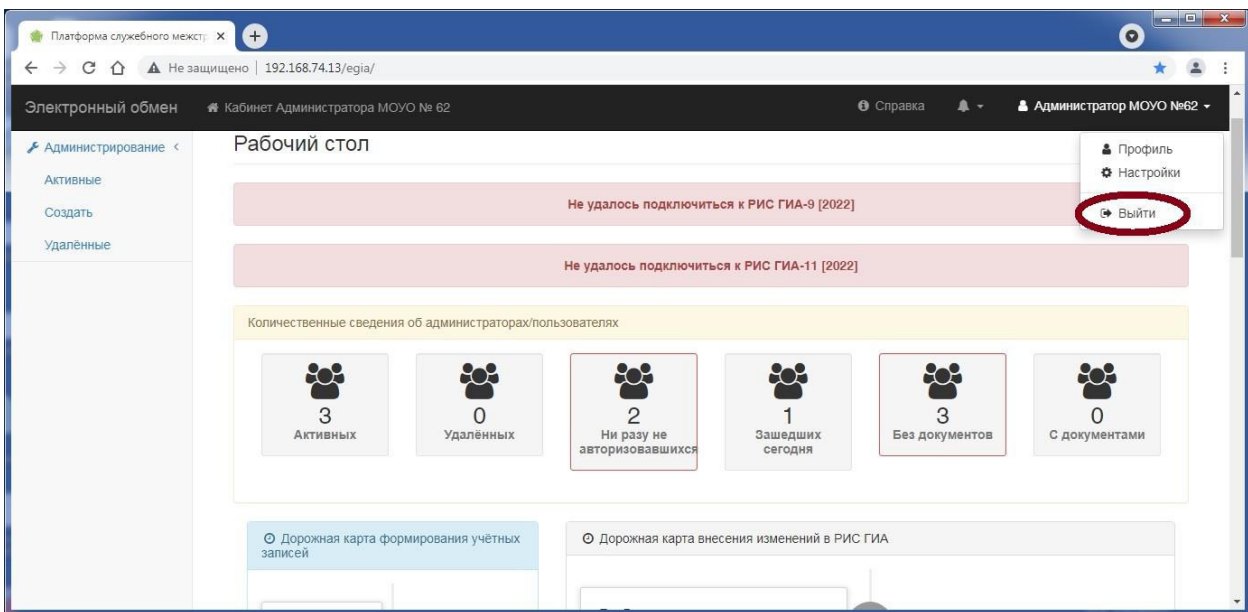 Платформа служебного межстр
Не защищено | 192.168.74.13/egia/
Электронный обмен
Кабинет Администратора МОУО № 62
Справка
Администратор МОУО №62
Администрирование
Активные
Создать
Удалённые
Рабочий стол
Профиль
Настройки
Выйти
Не удалось подключиться к РИС ГИА-9 [2022]
Не удалось подключиться к РИС ГИА-11 [2022]
Количественные сведения об администраторах/пользователях
3
Активных
0
Удалённых
2
Ни разу не
авторизовавшихся
1
Зашедших
сегодня
3
Без документов
0
С документами
Дорожная карта формирования учётных
записей
Дорожная карта внесения изменений в РИС ГИА